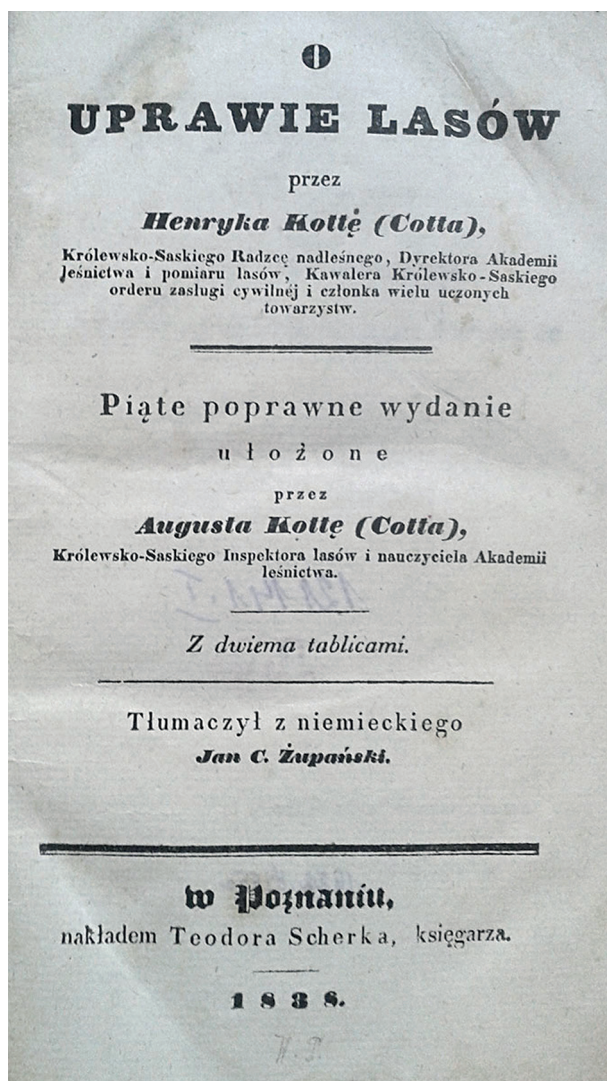 O
UPRAWIE LASÓW
przez
Henryka Kottę (Cotta),
Królewsko-Saskiego Radzcę nadleśnego, Dyrektora Akademii
Jeśnictwa i pomiaru lasów, Kawalera Królewsko-Saskiego
orderu zasługi cywilnéj i członka wielu uczonych
towarzystw.
Piąte poprawne wydanie
ułożone
przez
Augusta Kottę (Cotta),
Królewsko-Saskiego Inspektora lasów i nauczyciela Akademii
leśnictwa.
Z dwiema tablicami.
Tłumaczył z niemieckiego
Jan C. Żupański.
w Poznaniu,
nakładem Teodora Scherka, księgarza.
1838.